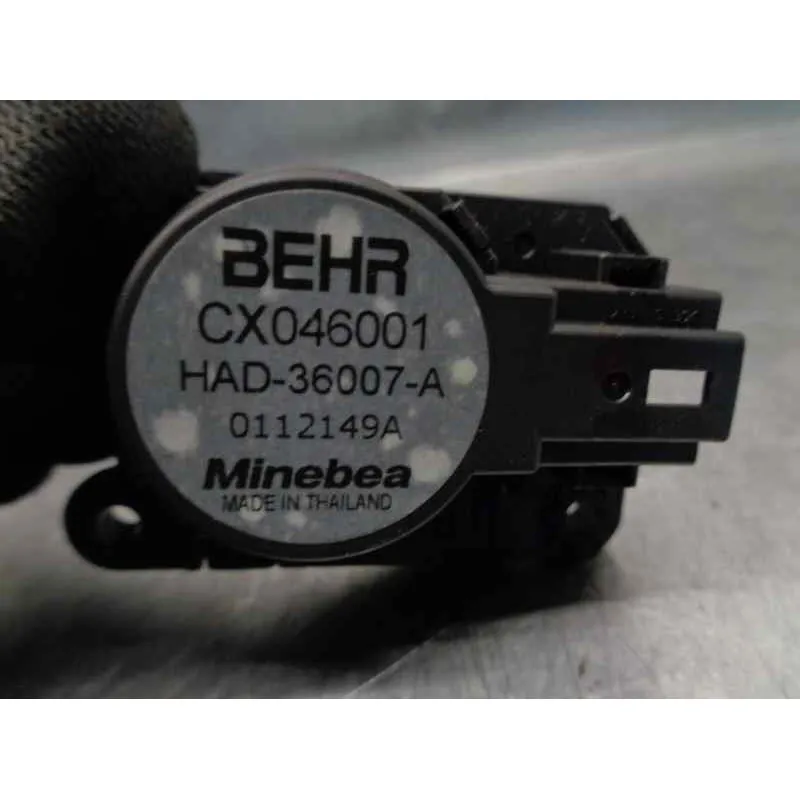 BEHR
CX046001
HAD-36007-A
0112149A
Minebea
MADE IN THAILAND